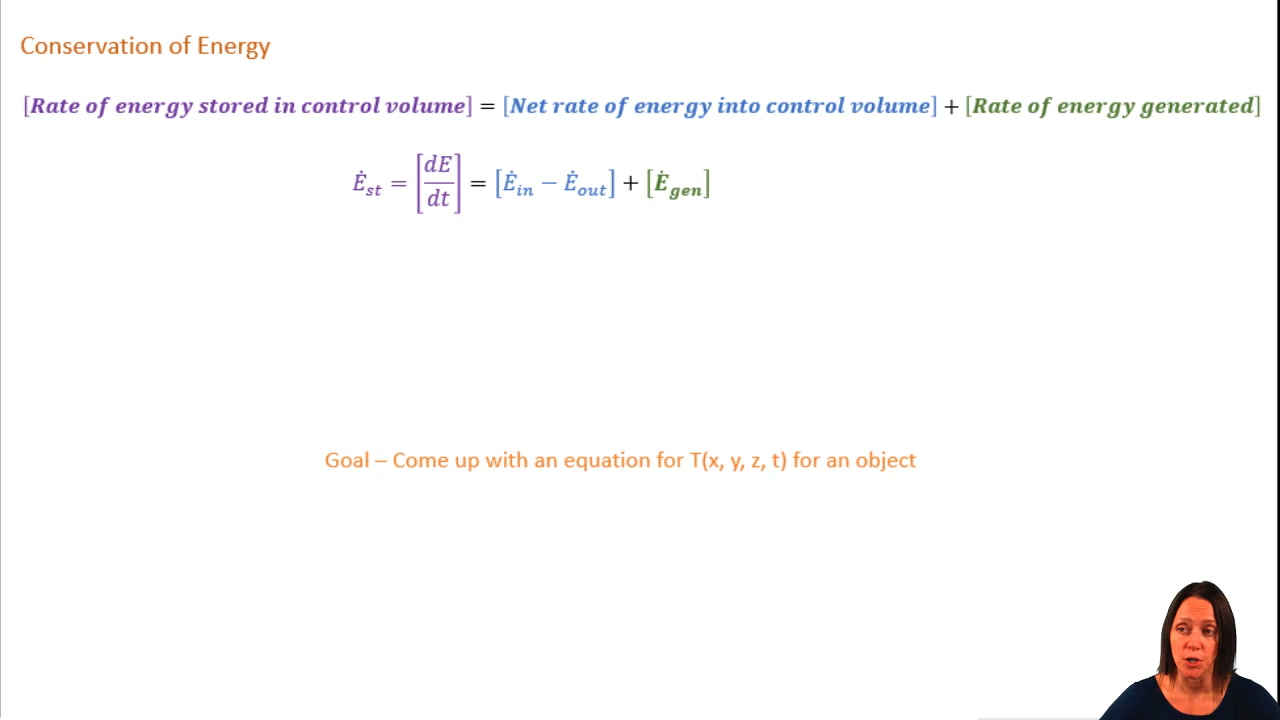 Conservation of Energy
[Rate of energy stored in control volume] = [Net rate of energy into control volume] + [Rate of energy generated]
Ė_st = [dE/dt] = [Ė_in − Ė_out] + [Ė_gen]
Goal – Come up with an equation for T(x, y, z, t) for an object